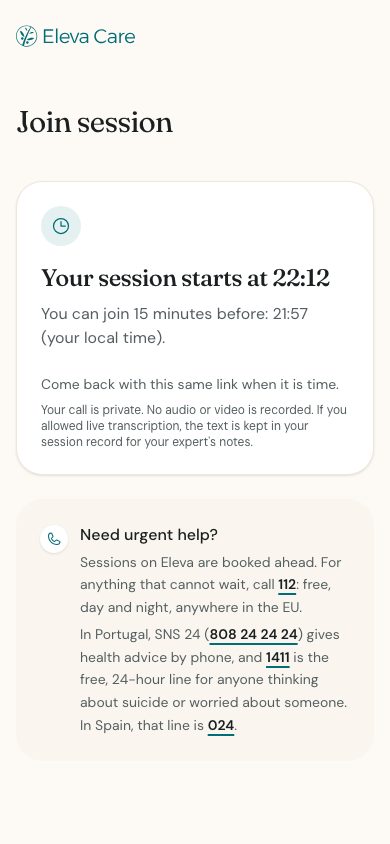 Eleva Care
Join session
Your session starts at 22:12
You can join 15 minutes before: 21:57
(your local time).
Come back with this same link when it is time.
Your call is private. No audio or video is recorded. If you
allowed live transcription, the text is kept in your
session record for your expert's notes.
Need urgent help?
Sessions on Eleva are booked ahead. For
anything that cannot wait, call 112: free,
day and night, anywhere in the EU.
In Portugal, SNS 24 (808 24 24 24) gives
health advice by phone, and 1411 is the
free, 24-hour line for anyone thinking
about suicide or worried about someone.
In Spain, that line is 024.